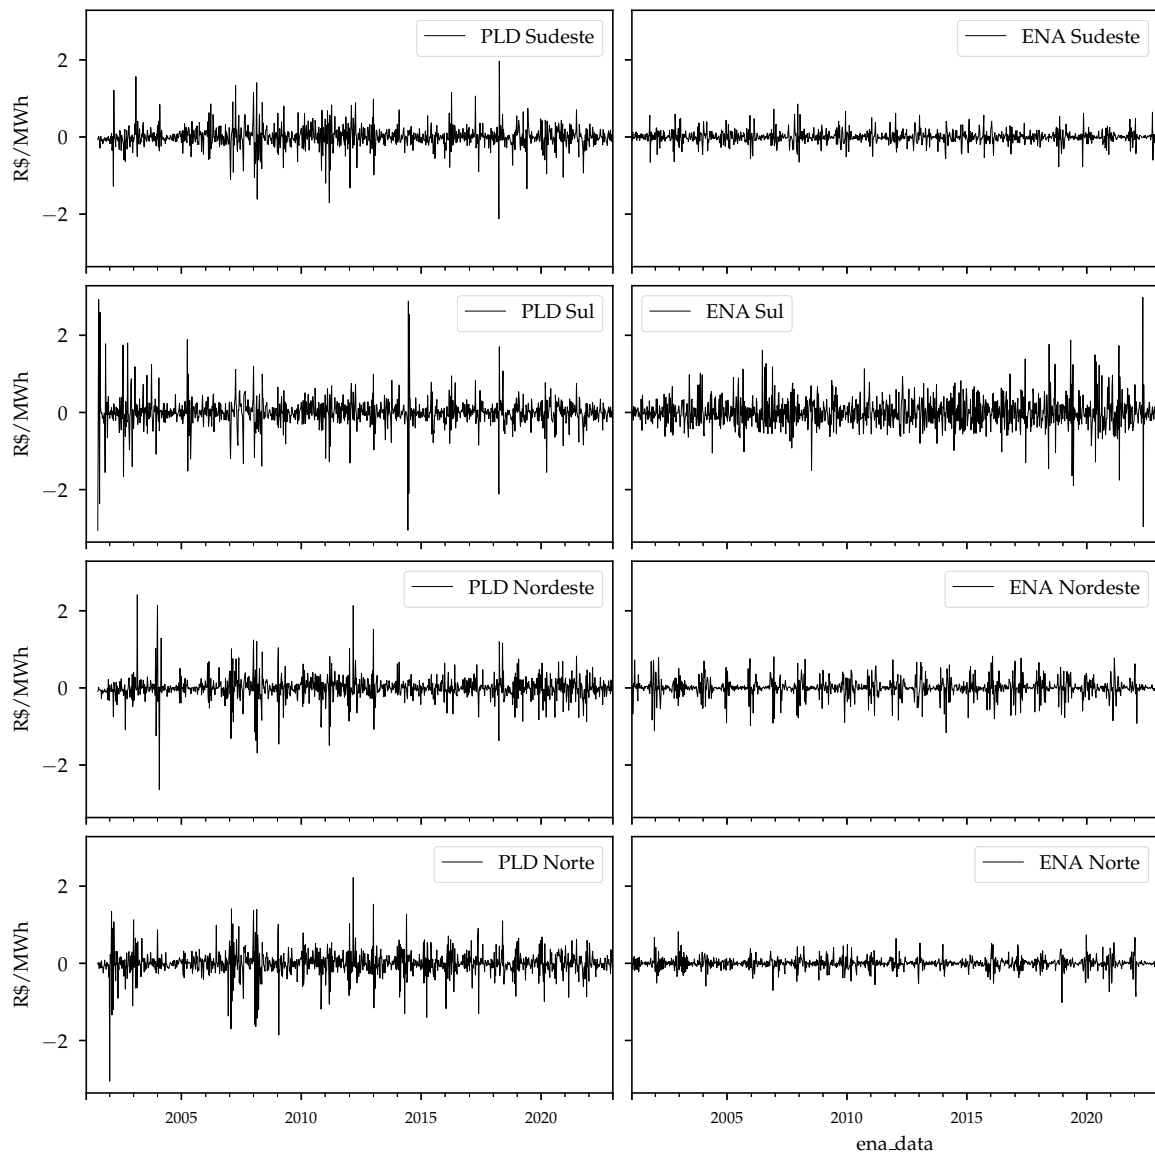 PLD Sudeste
ENA Sudeste
R$/MWh
2
0
−2
PLD Sul
ENA Sul
R$/MWh
2
0
−2
PLD Nordeste
ENA Nordeste
R$/MWh
2
0
−2
PLD Norte
ENA Norte
R$/MWh
2
0
−2
2005 2010 2015 2020
2005 2010 2015 2020
ena_data